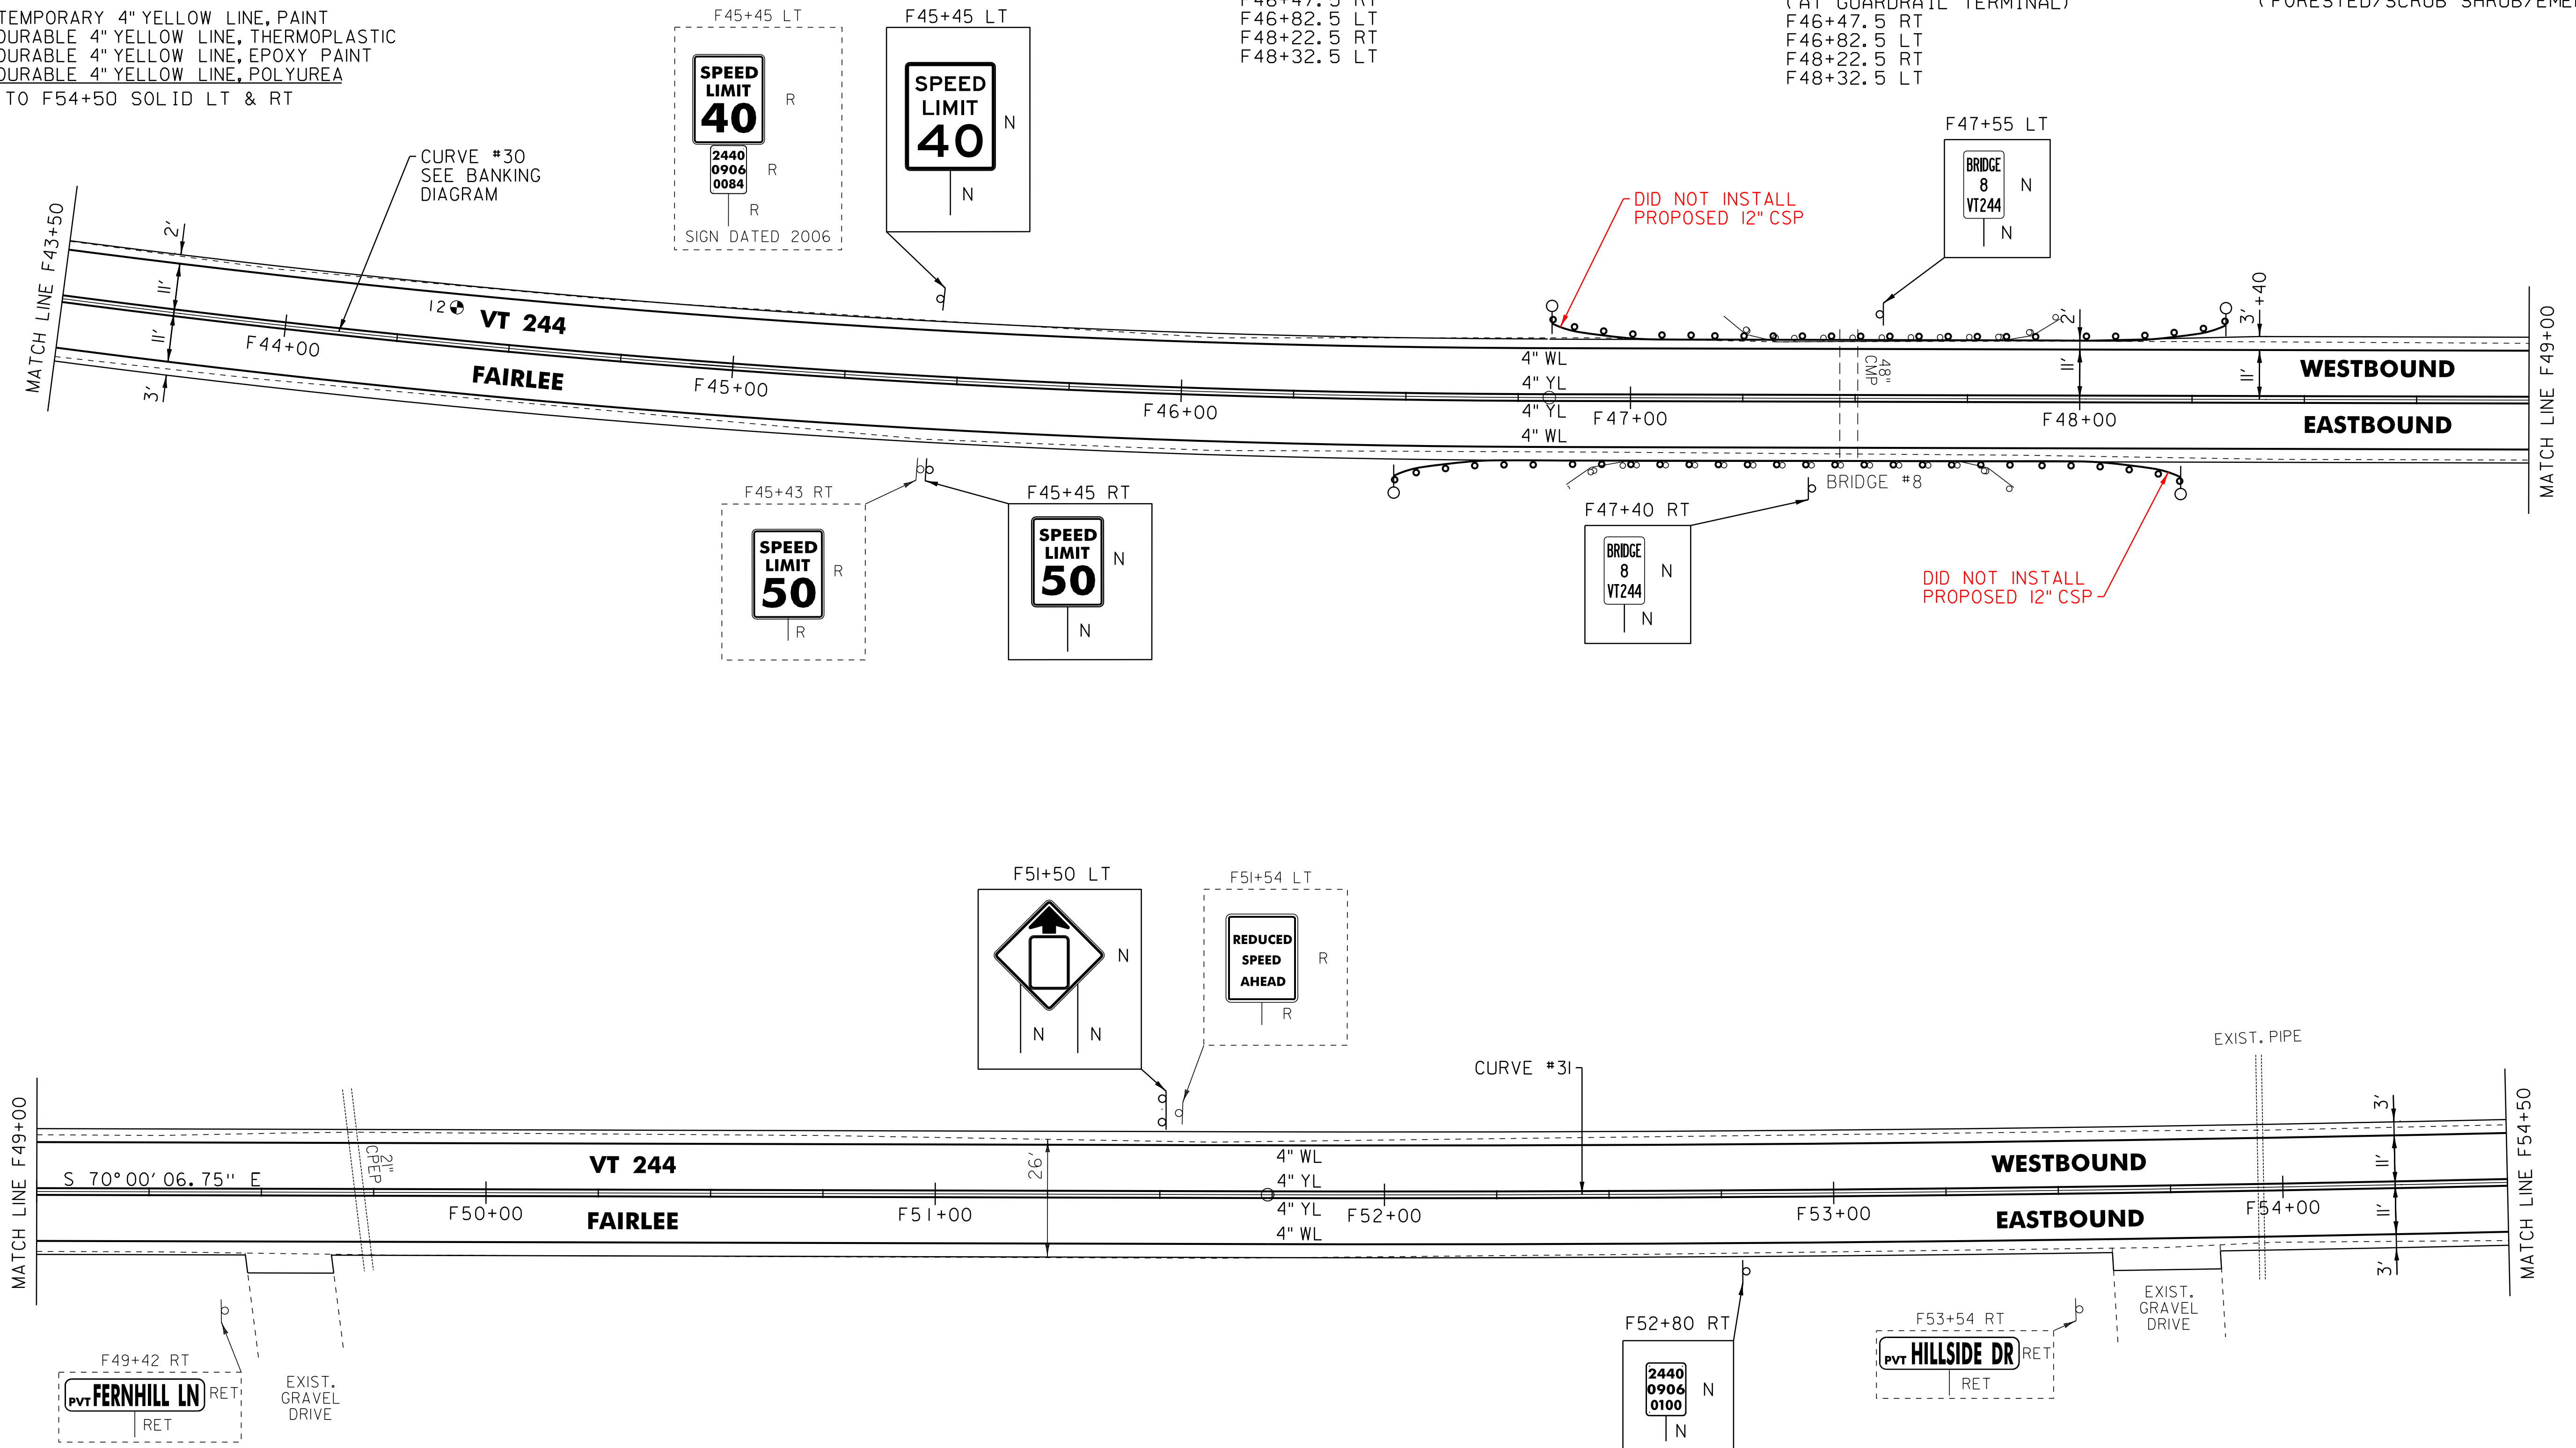 TEMPORARY 4" YELLOW LINE, PAINT
DURABLE 4" YELLOW LINE, THERMOPLASTIC
DURABLE 4" YELLOW LINE, EPOXY PAINT
DURABLE 4" YELLOW LINE, POLYUREA
TO F54+50 SOLID LT & RT
F46+47.5 RT
F46+82.5 LT
F48+22.5 RT
F48+32.5 LT
(AT GUARDRAIL TERMINAL)
F46+47.5 RT
F46+82.5 LT
F48+22.5 RT
F48+32.5 LT
F45+45 LT
SPEED
LIMIT
40
R
2440
0906
0084
R
R
SIGN DATED 2006
F45+45 LT
SPEED
LIMIT
40
N
N
CURVE #30
SEE BANKING
DIAGRAM
DID NOT INSTALL
PROPOSED 12" CSP
F47+55 LT
BRIDGE
8
VT244
N
N
MATCH LINE F43+50
2'
11'
11'
3'
12
VT 244
F44+00
FAIRLEE
F45+00
F46+00
4" WL
4" YL
4" YL
4" WL
F47+00
48"
CMP
2'
11'
F48+00
3'
+40
11'
WESTBOUND
EASTBOUND
MATCH LINE F49+00
BRIDGE #8
F45+43 RT
SPEED
LIMIT
50
R
R
F45+45 RT
SPEED
LIMIT
50
N
N
F47+40 RT
BRIDGE
8
VT244
N
N
DID NOT INSTALL
PROPOSED 12" CSP
F51+50 LT
N
N
N
F51+54 LT
REDUCED
SPEED
AHEAD
R
R
CURVE #31
EXIST. PIPE
MATCH LINE F49+00
S 70°00'06.75" E
21"
CPEP
F50+00
VT 244
FAIRLEE
F51+00
26'
4" WL
4" YL
4" YL
4" WL
F52+00
F53+00
WESTBOUND
EASTBOUND
F54+00
3'
11'
11'
3'
MATCH LINE F54+50
F49+42 RT
PVT FERNHILL LN
RET
RET
EXIST.
GRAVEL
DRIVE
F52+80 RT
2440
0906
0100
N
N
F53+54 RT
PVT HILLSIDE DR
RET
RET
EXIST.
GRAVEL
DRIVE